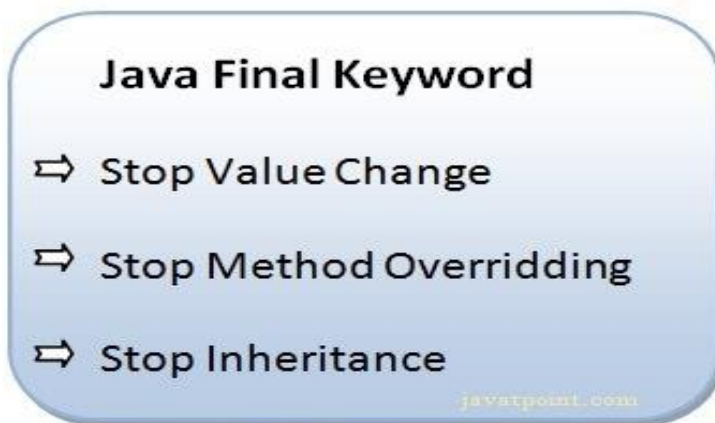 Java Final Keyword
Stop Value Change
Stop Method Overridding
Stop Inheritance
javatpoint.com